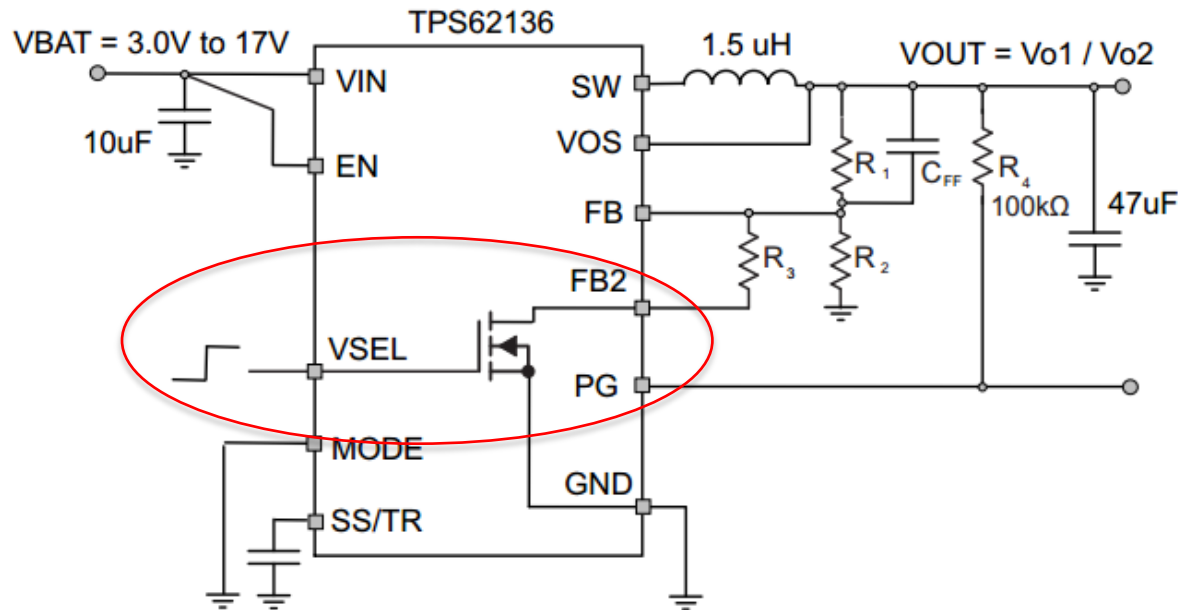 TPS62136
VBAT = 3.0V to 17V
1.5 uH
VOUT = Vo1 / Vo2
VIN
SW
10uF
VOS
EN
R1
CFF
R4
100kΩ
47uF
FB
R3
R2
FB2
VSEL
PG
MODE
GND
SS/TR